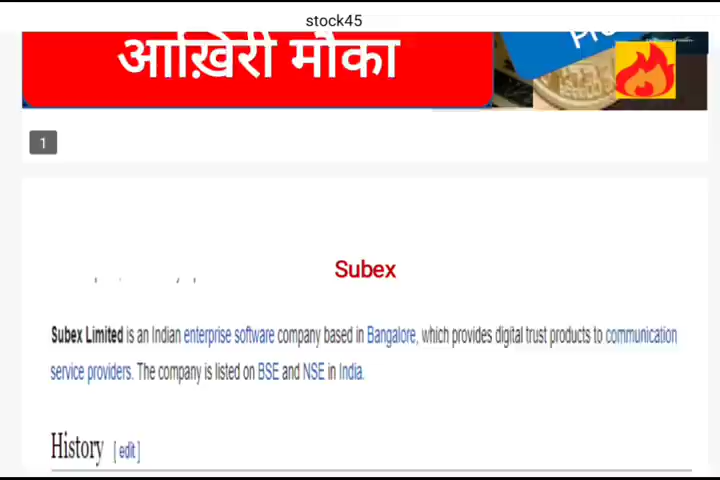 stock45
आख़िरी मौका
1
Subex
Subex Limited is an Indian enterprise software company based in Bangalore, which provides digital trust products to communication
service providers. The company is listed on BSE and NSE in India.
History [ edit ]